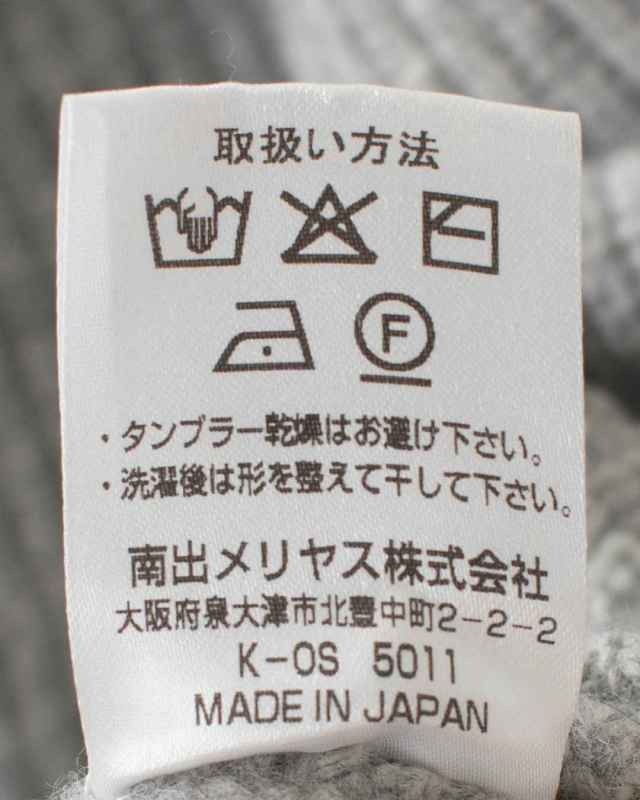 取扱い方法
F
・タンブラー乾燥はお避け下さい。
・洗濯後は形を整えて干して下さい。
南出メリヤス株式会社
大阪府泉大津市北豊中町2-2-2
K-OS 5011
MADE IN JAPAN